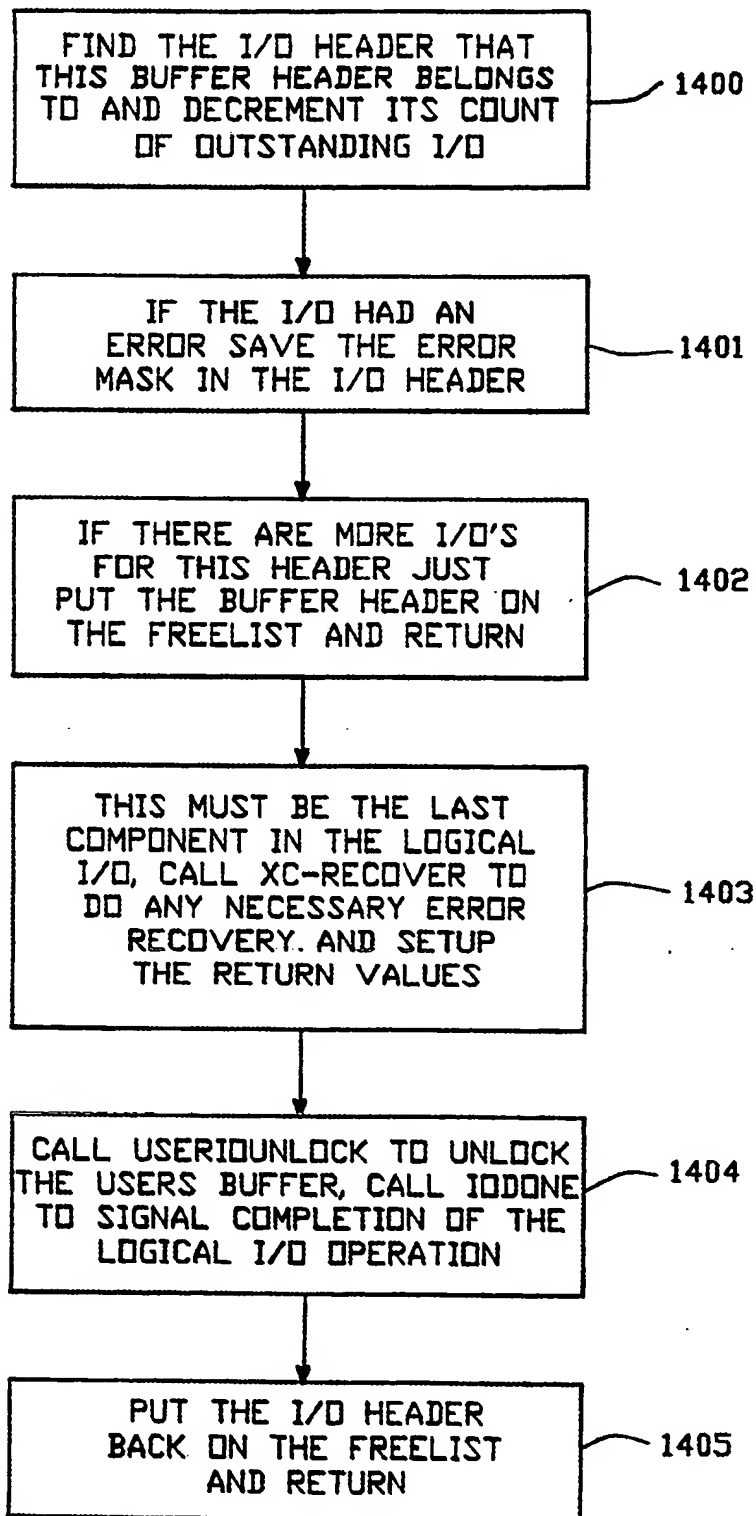 FIND THE I/O HEADER THAT
THIS BUFFER HEADER BELONGS
TO AND DECREMENT ITS COUNT
OF OUTSTANDING I/O
1400
IF THE I/O HAD AN
ERROR SAVE THE ERROR
MASK IN THE I/O HEADER
1401
IF THERE ARE MORE I/O'S
FOR THIS HEADER JUST
PUT THE BUFFER HEADER ON
THE FREELIST AND RETURN
1402
THIS MUST BE THE LAST
COMPONENT IN THE LOGICAL
I/O, CALL XC-RECOVER TO
DO ANY NECESSARY ERROR
RECOVERY. AND SETUP
THE RETURN VALUES
1403
CALL USERIOUNLOCK TO UNLOCK
THE USERS BUFFER, CALL IODONE
TO SIGNAL COMPLETION OF THE
LOGICAL I/O OPERATION
1404
PUT THE I/O HEADER
BACK ON THE FREELIST
AND RETURN
1405